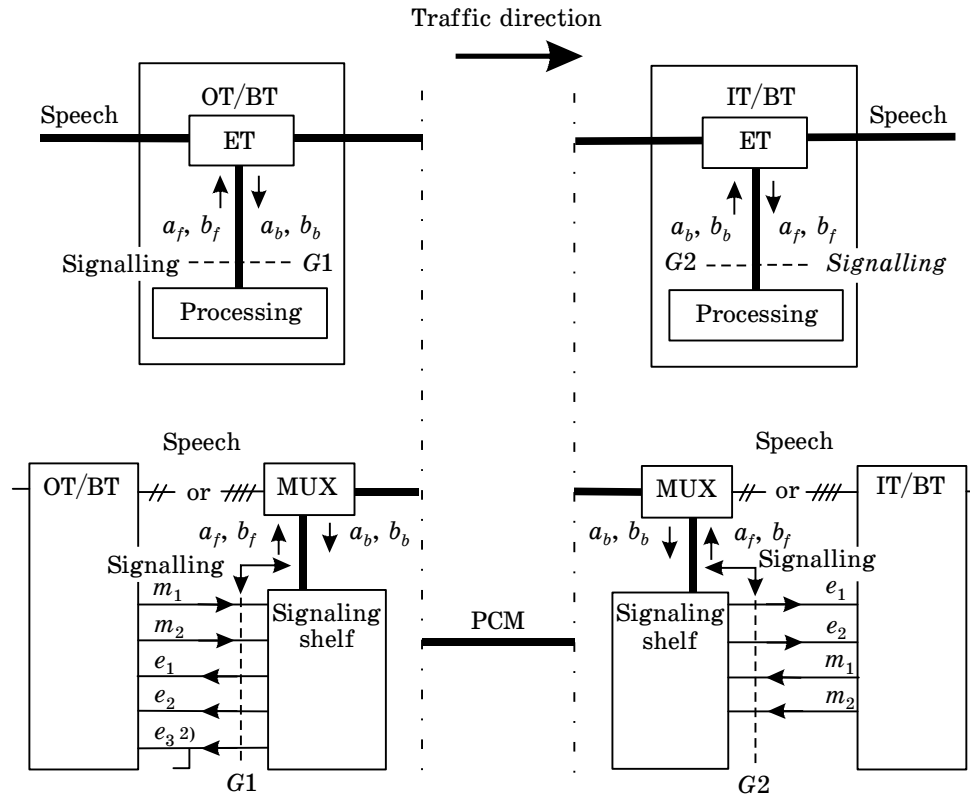 Traffic direction
OT/BT
IT/BT
Speech
Speech
ET
ET
a_f, b_f
a_b, b_b
a_b, b_b
a_f, b_f
Signalling
G1
G2
Signalling
Processing
Processing
Speech
Speech
OT/BT
or
MUX
MUX
or
IT/BT
a_f, b_f
a_b, b_b
a_b, b_b
a_f, b_f
Signalling
Signalling
m_1
Signaling
shelf
Signaling
shelf
e_1
m_2
PCM
e_2
e_1
m_1
e_2
m_2
e_3 2)
G1
G2